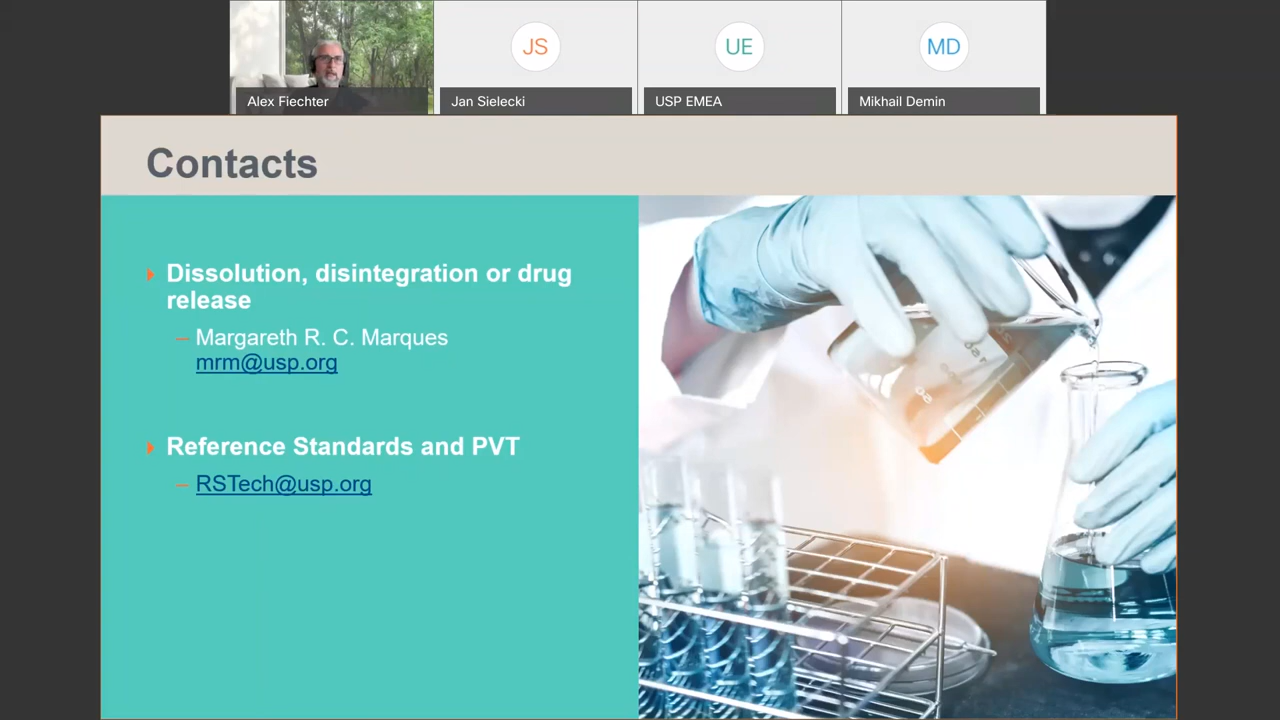 JS
UE
MD
Alex Fiechter
Jan Sielecki
USP EMEA
Mikhail Demin
Contacts
Dissolution, disintegration or drug
release
– Margareth R. C. Marques
mrm@usp.org
Reference Standards and PVT
– RSTech@usp.org